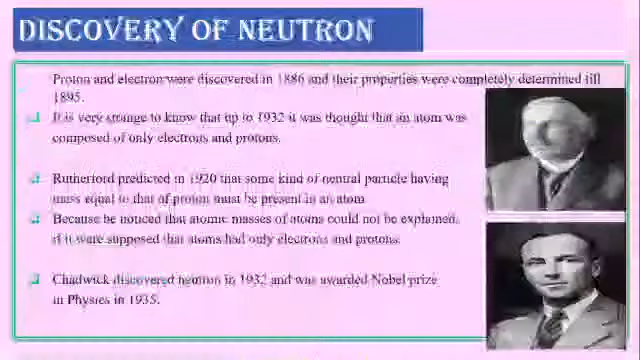 DISCOVERY OF NEUTRON
Proton and electron were discovered in 1886 and their properties were completely determined till
1895.
It is very strange to know that up to 1932 it was thought that an atom was
composed of only electrons and protons.
Rutherford predicted in 1920 that some kind of neutral particle having
mass equal to that of proton must be present in an atom
Because he noticed that atomic masses of atoms could not be explained,
if it were supposed that atoms had only electrons and protons.
Chadwick discovered neutron in 1932 and was awarded Nobel prize
in Physics in 1935.